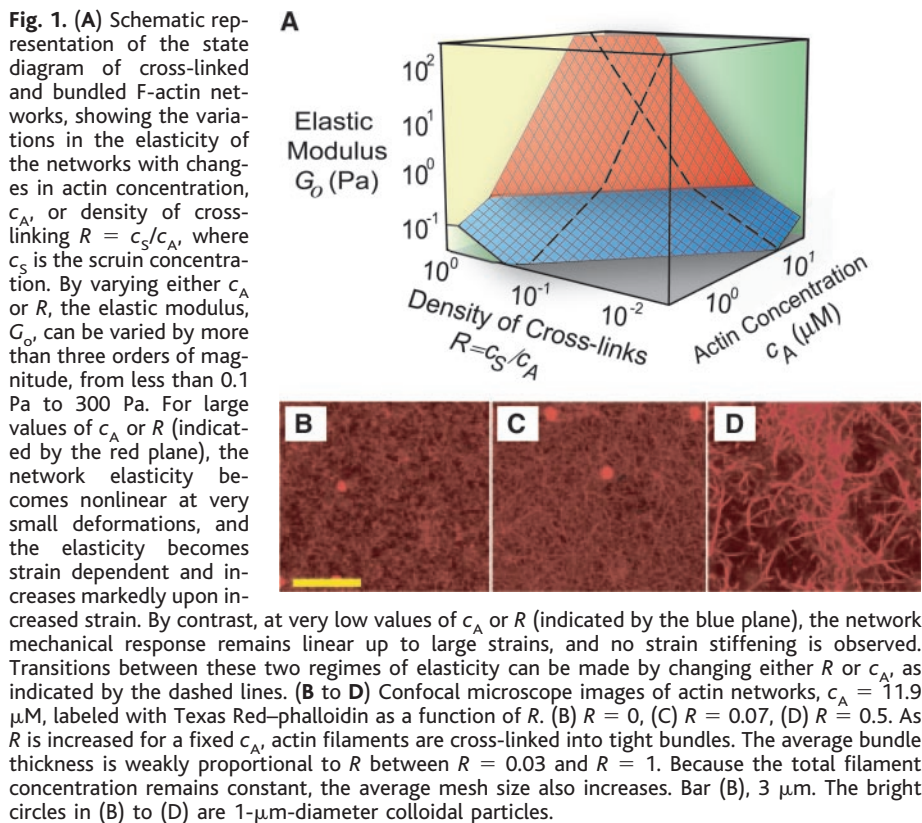 Fig. 1. (A) Schematic rep-
resentation of the state
diagram of cross-linked
and bundled F-actin net-
works, showing the varia-
tions in the elasticity of
the networks with chang-
es in actin concentration,
c_A, or density of cross-
linking R = c_S/c_A, where
c_S is the scruin concentra-
tion. By varying either c_A
or R, the elastic modulus,
G_o, can be varied by more
than three orders of mag-
nitude, from less than 0.1
Pa to 300 Pa. For large
values of c_A or R (indicat-
ed by the red plane), the
network elasticity be-
comes nonlinear at very
small deformations, and
the elasticity becomes
strain dependent and in-
creases markedly upon in-
creased strain. By contrast, at very low values of c_A or R (indicated by the blue plane), the network
mechanical response remains linear up to large strains, and no strain stiffening is observed.
Transitions between these two regimes of elasticity can be made by changing either R or c_A, as
indicated by the dashed lines. (B to D) Confocal microscope images of actin networks, c_A = 11.9
μM, labeled with Texas Red–phalloidin as a function of R. (B) R = 0, (C) R = 0.07, (D) R = 0.5. As
R is increased for a fixed c_A, actin filaments are cross-linked into tight bundles. The average bundle
thickness is weakly proportional to R between R = 0.03 and R = 1. Because the total filament
concentration remains constant, the average mesh size also increases. Bar (B), 3 μm. The bright
circles in (B) to (D) are 1-μm-diameter colloidal particles.
A
10²
10¹
10⁰
10⁻¹
Elastic
Modulus
G_o (Pa)
10⁰
10⁻¹
10⁻²
Density of Cross-links
R=c_S/c_A
10⁰
10¹
Actin Concentration
c_A (μM)
B
C
D